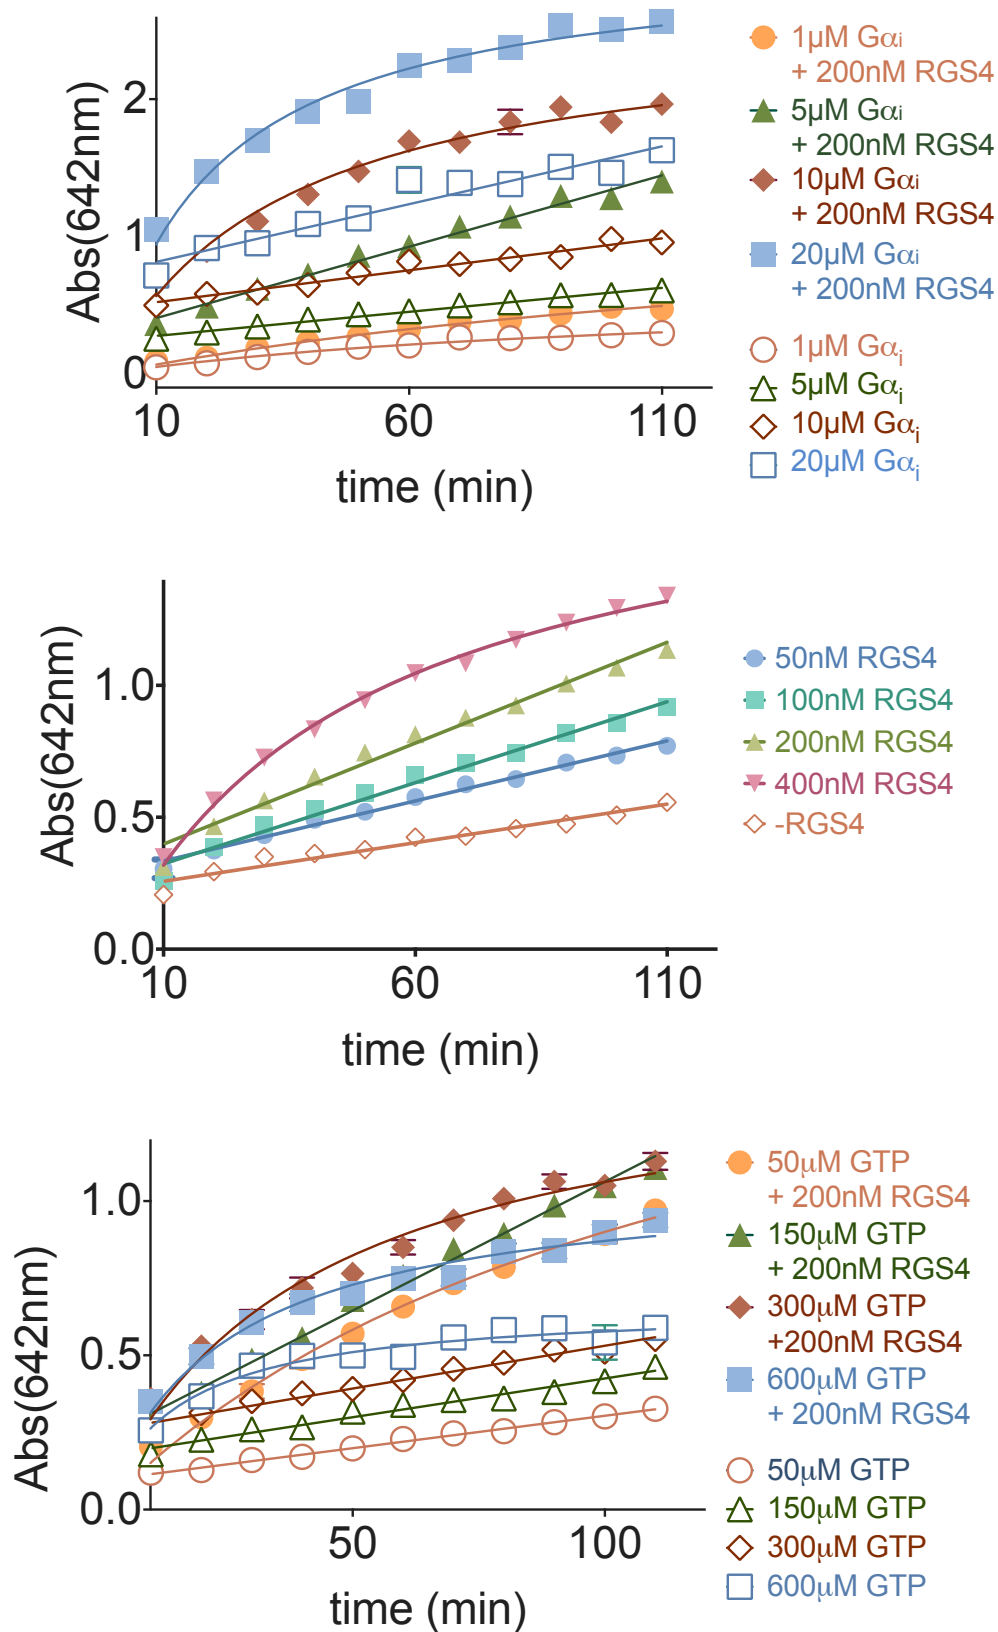 Abs(642nm)
2
1
0
10
60
110
time (min)
1µM Gαi
+ 200nM RGS4
5µM Gαi
+ 200nM RGS4
10µM Gαi
+ 200nM RGS4
20µM Gαi
+ 200nM RGS4
1µM Gαi
5µM Gαi
10µM Gαi
20µM Gαi
Abs(642nm)
1.0
0.5
0.0
10
60
110
time (min)
50nM RGS4
100nM RGS4
200nM RGS4
400nM RGS4
-RGS4
Abs(642nm)
1.0
0.5
0.0
50
100
time (min)
50µM GTP
+ 200nM RGS4
150µM GTP
+ 200nM RGS4
300µM GTP
+200nM RGS4
600µM GTP
+ 200nM RGS4
50µM GTP
150µM GTP
300µM GTP
600µM GTP